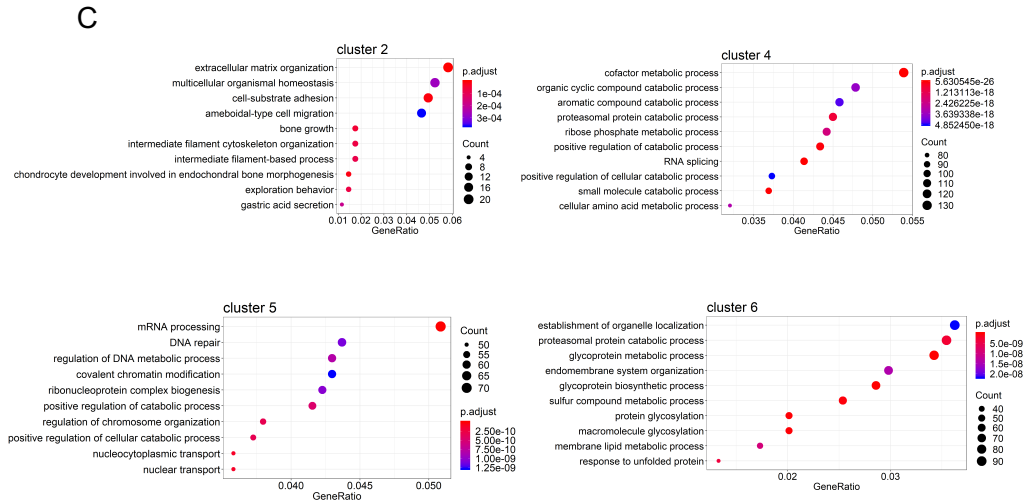 C
cluster 2
extracellular matrix organization
multicellular organismal homeostasis
cell-substrate adhesion
ameboidal-type cell migration
bone growth
intermediate filament cytoskeleton organization
intermediate filament-based process
chondrocyte development involved in endochondral bone morphogenesis
exploration behavior
gastric acid secretion
0.01 0.02 0.03 0.04 0.05 0.06
GeneRatio
p.adjust
1e-04
2e-04
3e-04
Count
4
8
12
16
20
cluster 4
cofactor metabolic process
organic cyclic compound catabolic process
aromatic compound catabolic process
proteasomal protein catabolic process
ribose phosphate metabolic process
positive regulation of catabolic process
RNA splicing
positive regulation of cellular catabolic process
small molecule catabolic process
cellular amino acid metabolic process
0.035 0.040 0.045 0.050 0.055
GeneRatio
p.adjust
5.630545e-26
1.213113e-18
2.426225e-18
3.639338e-18
4.852450e-18
Count
80
90
100
110
120
130
cluster 5
mRNA processing
DNA repair
regulation of DNA metabolic process
covalent chromatin modification
ribonucleoprotein complex biogenesis
positive regulation of catabolic process
regulation of chromosome organization
positive regulation of cellular catabolic process
nucleocytoplasmic transport
nuclear transport
0.040 0.045 0.050
GeneRatio
Count
50
55
60
65
70
p.adjust
2.50e-10
5.00e-10
7.50e-10
1.00e-09
1.25e-09
cluster 6
establishment of organelle localization
proteasomal protein catabolic process
glycoprotein metabolic process
endomembrane system organization
glycoprotein biosynthetic process
sulfur compound metabolic process
protein glycosylation
macromolecule glycosylation
membrane lipid metabolic process
response to unfolded protein
0.02 0.03
GeneRatio
p.adjust
5.0e-09
1.0e-08
1.5e-08
2.0e-08
Count
40
50
60
70
80
90